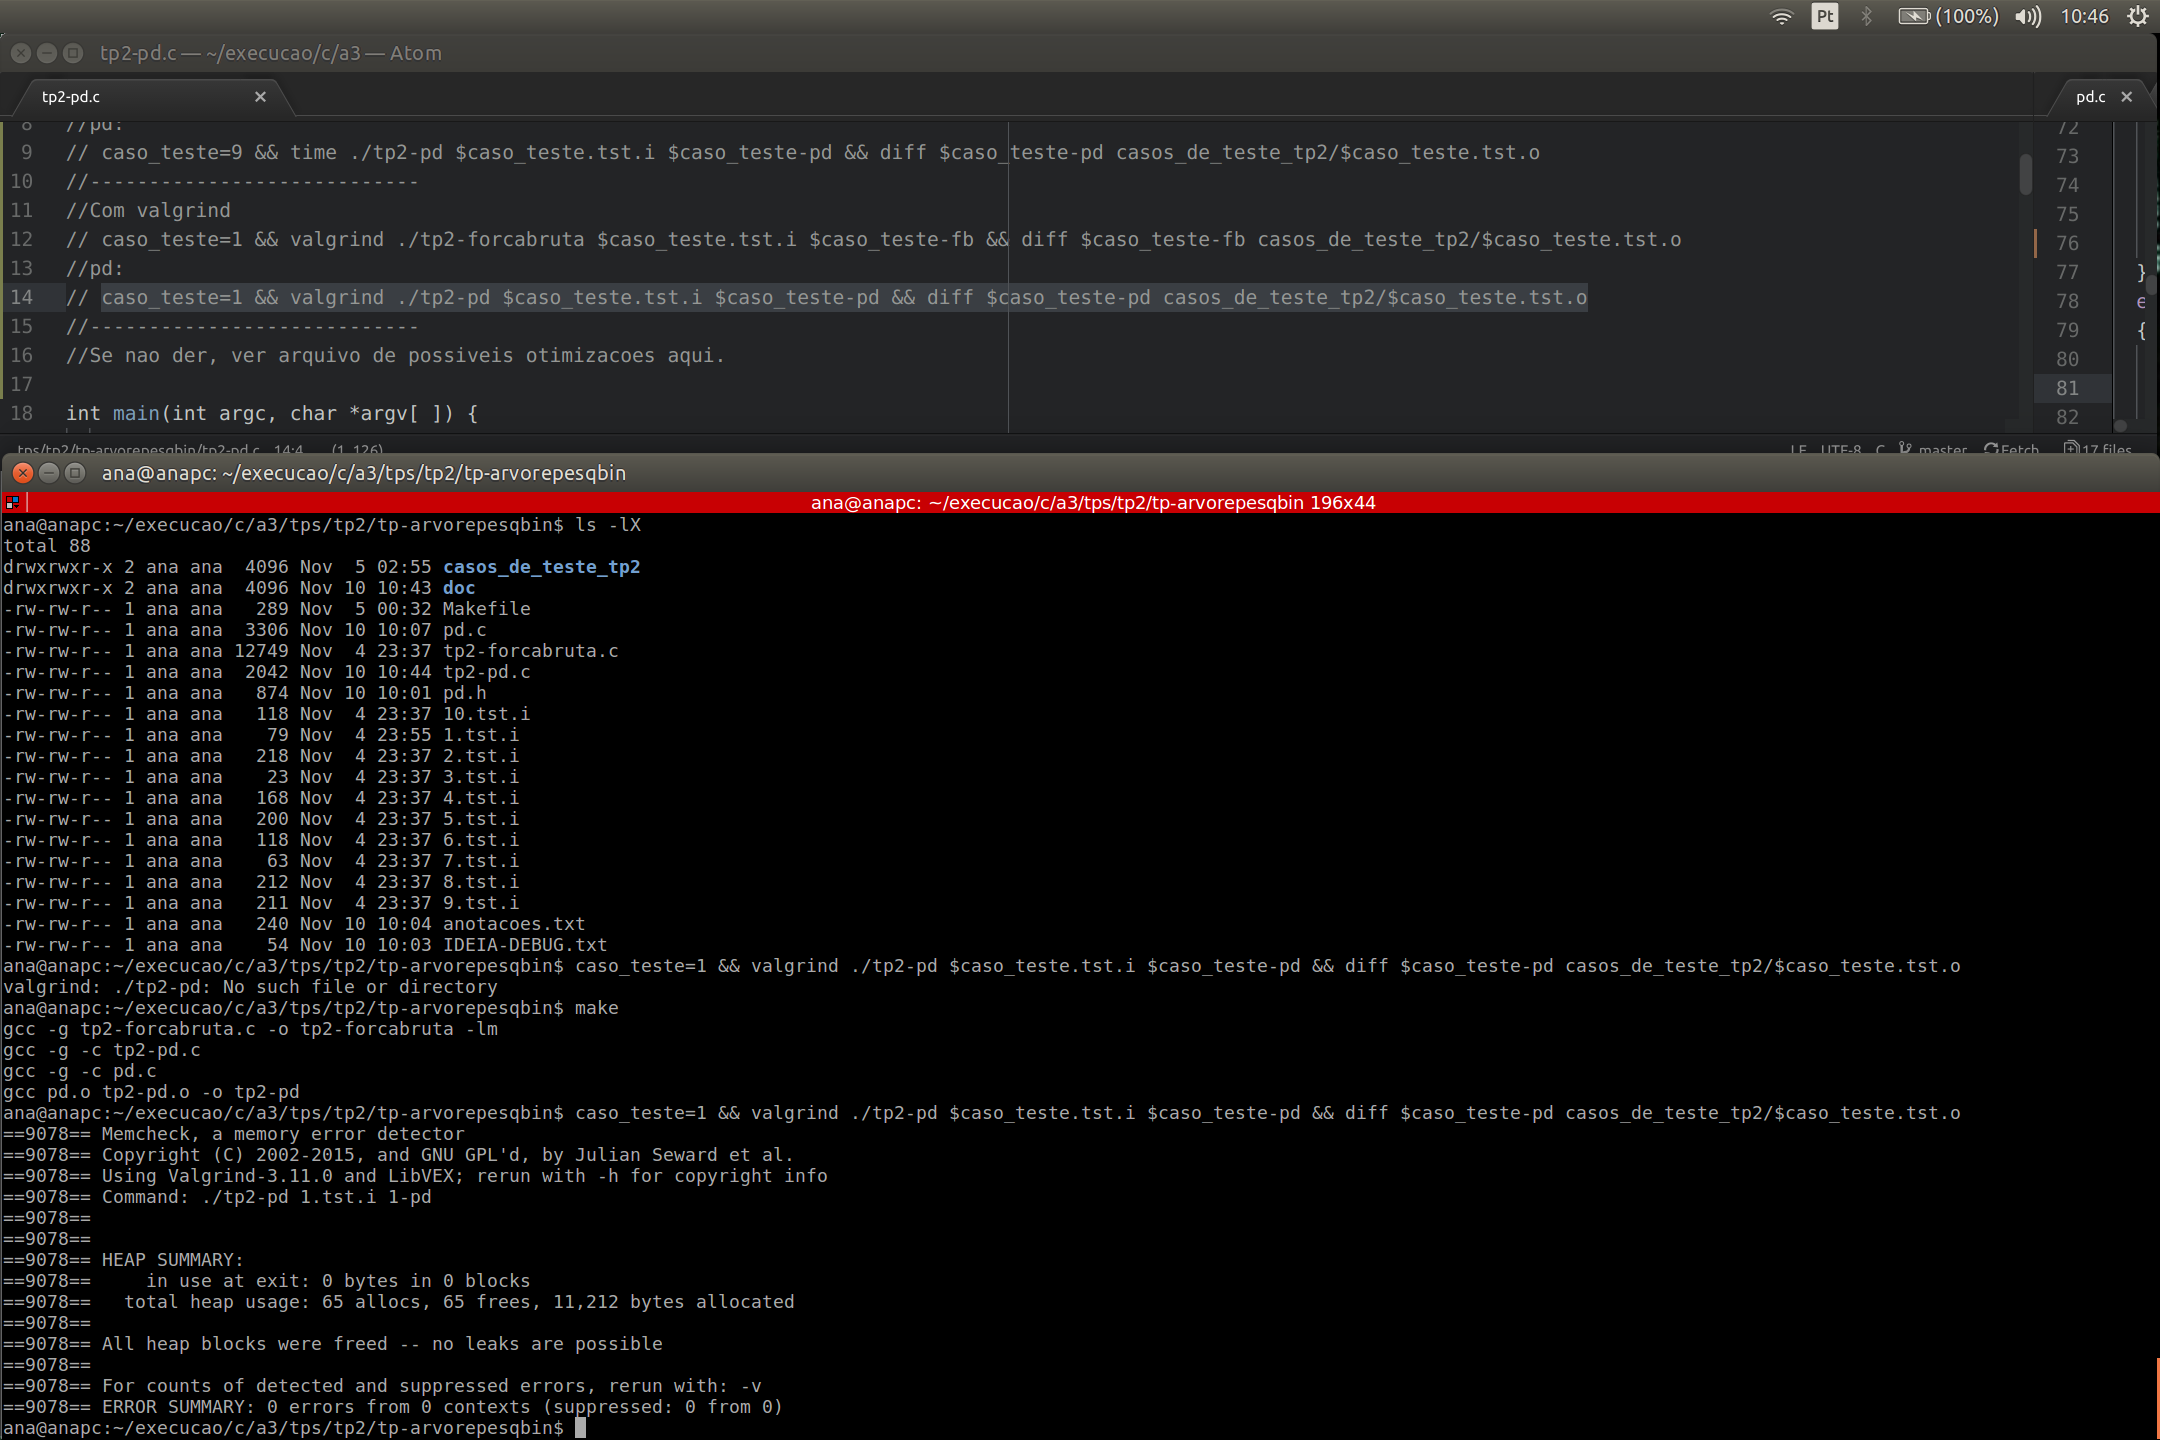 Pt (100%) 10:46
tp2-pd.c — ~/execucao/c/a3 — Atom
tp2-pd.c pd.c
8 //pd:
9 // caso_teste=9 && time ./tp2-pd $caso_teste.tst.i $caso_teste-pd && diff $caso_teste-pd casos_de_teste_tp2/$caso_teste.tst.o
10 //----------------------------
11 //Com valgrind
12 // caso_teste=1 && valgrind ./tp2-forcabruta $caso_teste.tst.i $caso_teste-fb && diff $caso_teste-fb casos_de_teste_tp2/$caso_teste.tst.o
13 //pd:
14 // caso_teste=1 && valgrind ./tp2-pd $caso_teste.tst.i $caso_teste-pd && diff $caso_teste-pd casos_de_teste_tp2/$caso_teste.tst.o
15 //----------------------------
16 //Se nao der, ver arquivo de possiveis otimizacoes aqui.
17
18 int main(int argc, char *argv[ ]) {
72
73
74
75
76
77 }
78 e
79 {
80
81
82
tps/tp2/tp-arvorepesqbin/tp2-pd.c 14:4 (1, 126) LF UTF-8 C master Fetch 17 files
ana@anapc: ~/execucao/c/a3/tps/tp2/tp-arvorepesqbin
ana@anapc: ~/execucao/c/a3/tps/tp2/tp-arvorepesqbin 196x44
ana@anapc:~/execucao/c/a3/tps/tp2/tp-arvorepesqbin$ ls -lX
total 88
drwxrwxr-x 2 ana ana  4096 Nov  5 02:55 casos_de_teste_tp2
drwxrwxr-x 2 ana ana  4096 Nov 10 10:43 doc
-rw-rw-r-- 1 ana ana   289 Nov  5 00:32 Makefile
-rw-rw-r-- 1 ana ana  3306 Nov 10 10:07 pd.c
-rw-rw-r-- 1 ana ana 12749 Nov  4 23:37 tp2-forcabruta.c
-rw-rw-r-- 1 ana ana  2042 Nov 10 10:44 tp2-pd.c
-rw-rw-r-- 1 ana ana   874 Nov 10 10:01 pd.h
-rw-rw-r-- 1 ana ana   118 Nov  4 23:37 10.tst.i
-rw-rw-r-- 1 ana ana    79 Nov  4 23:55 1.tst.i
-rw-rw-r-- 1 ana ana   218 Nov  4 23:37 2.tst.i
-rw-rw-r-- 1 ana ana    23 Nov  4 23:37 3.tst.i
-rw-rw-r-- 1 ana ana   168 Nov  4 23:37 4.tst.i
-rw-rw-r-- 1 ana ana   200 Nov  4 23:37 5.tst.i
-rw-rw-r-- 1 ana ana   118 Nov  4 23:37 6.tst.i
-rw-rw-r-- 1 ana ana    63 Nov  4 23:37 7.tst.i
-rw-rw-r-- 1 ana ana   212 Nov  4 23:37 8.tst.i
-rw-rw-r-- 1 ana ana   211 Nov  4 23:37 9.tst.i
-rw-rw-r-- 1 ana ana   240 Nov 10 10:04 anotacoes.txt
-rw-rw-r-- 1 ana ana    54 Nov 10 10:03 IDEIA-DEBUG.txt
ana@anapc:~/execucao/c/a3/tps/tp2/tp-arvorepesqbin$ caso_teste=1 && valgrind ./tp2-pd $caso_teste.tst.i $caso_teste-pd && diff $caso_teste-pd casos_de_teste_tp2/$caso_teste.tst.o
valgrind: ./tp2-pd: No such file or directory
ana@anapc:~/execucao/c/a3/tps/tp2/tp-arvorepesqbin$ make
gcc -g tp2-forcabruta.c -o tp2-forcabruta -lm
gcc -g -c tp2-pd.c
gcc -g -c pd.c
gcc pd.o tp2-pd.o -o tp2-pd
ana@anapc:~/execucao/c/a3/tps/tp2/tp-arvorepesqbin$ caso_teste=1 && valgrind ./tp2-pd $caso_teste.tst.i $caso_teste-pd && diff $caso_teste-pd casos_de_teste_tp2/$caso_teste.tst.o
==9078== Memcheck, a memory error detector
==9078== Copyright (C) 2002-2015, and GNU GPL'd, by Julian Seward et al.
==9078== Using Valgrind-3.11.0 and LibVEX; rerun with -h for copyright info
==9078== Command: ./tp2-pd 1.tst.i 1-pd
==9078==
==9078==
==9078== HEAP SUMMARY:
==9078==     in use at exit: 0 bytes in 0 blocks
==9078==   total heap usage: 65 allocs, 65 frees, 11,212 bytes allocated
==9078==
==9078== All heap blocks were freed -- no leaks are possible
==9078==
==9078== For counts of detected and suppressed errors, rerun with: -v
==9078== ERROR SUMMARY: 0 errors from 0 contexts (suppressed: 0 from 0)
ana@anapc:~/execucao/c/a3/tps/tp2/tp-arvorepesqbin$